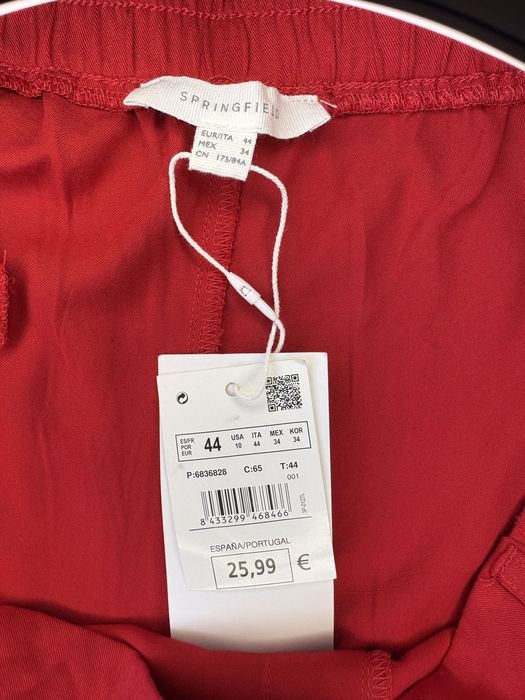 SPRINGFIELD
EUR/ITA 44
MEX 34
CN 175/84A
ES/FR POR EUR 44 USA 10 ITA 44 MEX 34 KOR 34
P:6836828 C:65 T:44
001
8 433299 468466
ESPAÑA/PORTUGAL
25,99 €